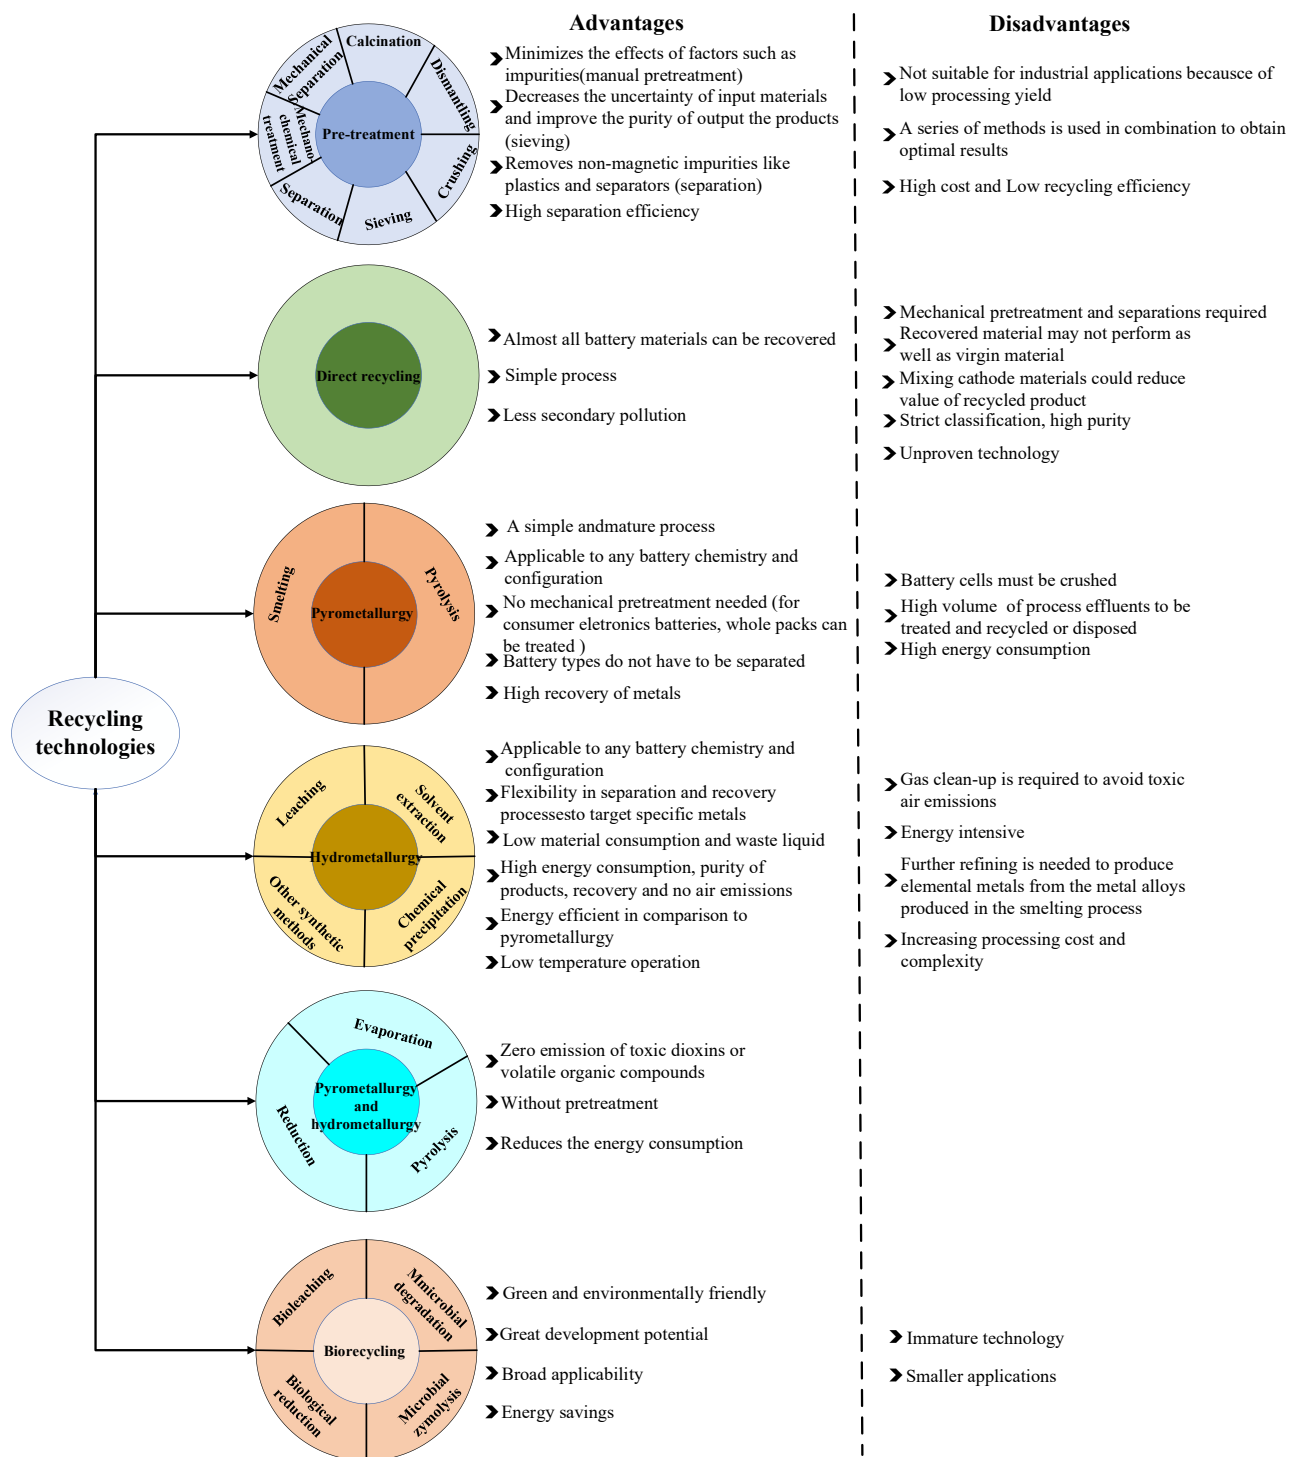 Advantages
Disadvantages
Mechanical
Separation
Calcination
Dismantling
Crushing
Sieving
Separation
Mechano-
chemical
treatment
Pre-treatment
Minimizes the effects of factors such as
impurities(manual pretreatment)
Decreases the uncertainty of input materials
and improve the purity of output the products
(sieving)
Removes non-magnetic impurities like
plastics and separators (separation)
High separation efficiency
Not suitable for industrial applications becausce of
low processing yield
A series of methods is used in combination to obtain
optimal results
High cost and Low recycling efficiency
Direct recycling
Almost all battery materials can be recovered
Simple process
Less secondary pollution
Mechanical pretreatment and separations required
Recovered material may not perform as
well as virgin material
Mixing cathode materials could reduce
value of recycled product
Strict classification, high purity
Unproven technology
Smelting
Pyrolysis
Pyrometallurgy
A simple andmature process
Applicable to any battery chemistry and
configuration
No mechanical pretreatment needed (for
consumer eletronics batteries, whole packs can
be treated )
Battery types do not have to be separated
High recovery of metals
Battery cells must be crushed
High volume of process effluents to be
treated and recycled or disposed
High energy consumption
Recycling
technologies
Leaching
Solvent
extraction
Hydrometallurgy
Other synthetic
methods
Chemical
precipitation
Applicable to any battery chemistry and
configuration
Flexibility in separation and recovery
processesto target specific metals
Low material consumption and waste liquid
High energy consumption, purity of
products, recovery and no air emissions
Energy efficient in comparison to
pyrometallurgy
Low temperature operation
Gas clean-up is required to avoid toxic
air emissions
Energy intensive
Further refining is needed to produce
elemental metals from the metal alloys
produced in the smelting process
Increasing processing cost and
complexity
Evaporation
Reduction
Pyrolysis
Pyrometallurgy
and
hydrometallurgy
Zero emission of toxic dioxins or
volatile organic compounds
Without pretreatment
Reduces the energy consumption
Bioleaching
Mmicrobial
degradation
Biorecycling
Biological
reduction
Microbial
zymolysis
Green and environmentally friendly
Great development potential
Broad applicability
Energy savings
Immature technology
Smaller applications